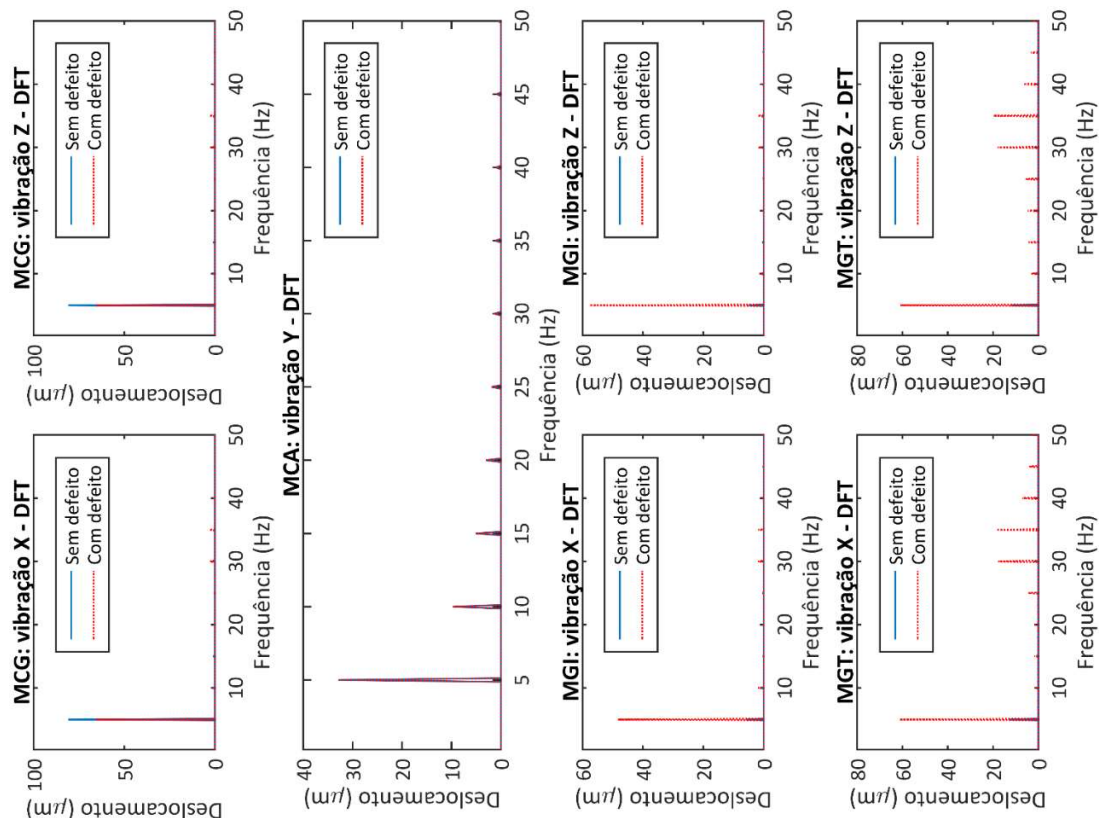 MCG: vibração X - DFT
100
50
0
Deslocamento (μm)
Sem defeito
Com defeito
10 20 30 40 50
Frequência (Hz)
MCG: vibração Z - DFT
100
50
0
Deslocamento (μm)
Sem defeito
Com defeito
10 20 30 40 50
Frequência (Hz)
MCA: vibração Y - DFT
40
30
20
10
0
Deslocamento (μm)
Sem defeito
Com defeito
5 10 15 20 25 30 35 40 45 50
Frequência (Hz)
MGI: vibração X - DFT
60
40
20
0
Deslocamento (μm)
Sem defeito
Com defeito
10 20 30 40 50
Frequência (Hz)
MGI: vibração Z - DFT
60
40
20
0
Deslocamento (μm)
Sem defeito
Com defeito
10 20 30 40 50
Frequência (Hz)
MGT: vibração X - DFT
80
60
40
20
0
Deslocamento (μm)
Sem defeito
Com defeito
10 20 30 40 50
Frequência (Hz)
MGT: vibração Z - DFT
80
60
40
20
0
Deslocamento (μm)
Sem defeito
Com defeito
10 20 30 40 50
Frequência (Hz)